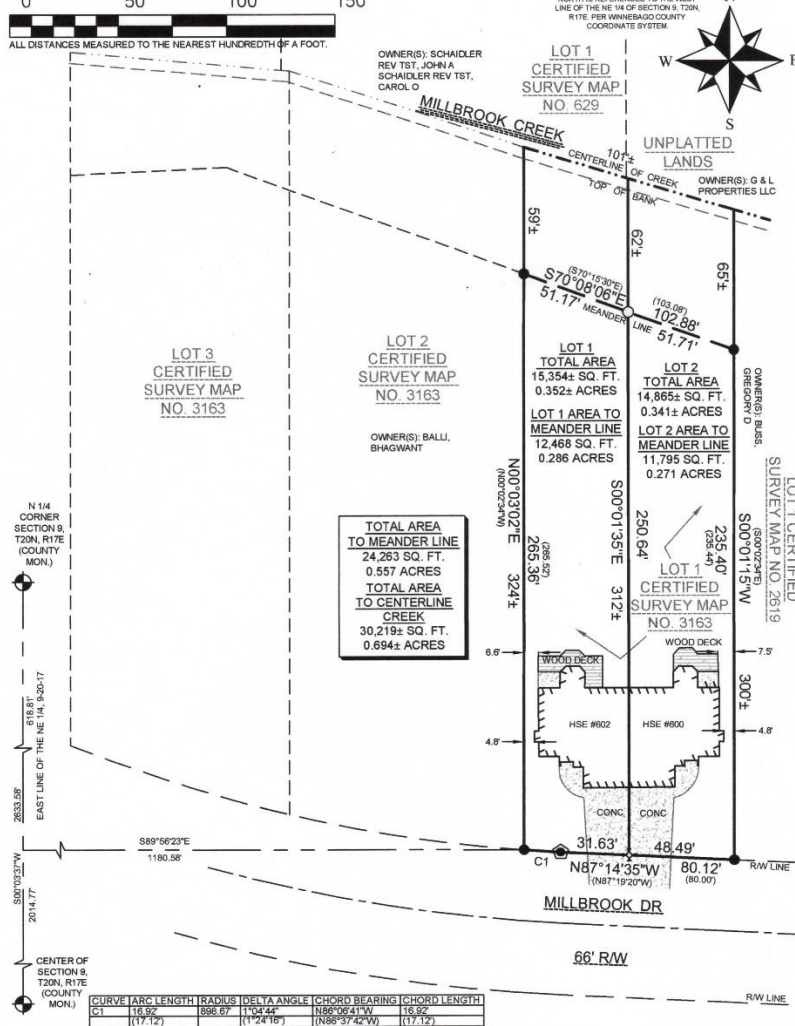 0 50 100 150
ALL DISTANCES MEASURED TO THE NEAREST HUNDREDTH OF A FOOT.
LINE OF THE NE 1/4 OF SECTION 9, T20N,
R17E. PER WINNEBAGO COUNTY
COORDINATE SYSTEM.
W
E
S
OWNER(S): SCHAIDLER
REV TST, JOHN A
SCHAIDLER REV TST,
CAROL O
LOT 1
CERTIFIED
SURVEY MAP
NO. 629
MILLBROOK CREEK
UNPLATTED
LANDS
OWNER(S): G & L
PROPERTIES LLC
101'±
CENTERLINE OF CREEK
TOP OF BANK
59'±
62'±
65'±
(S70°15'30"E)
S70°08'06"E
(103.08')
102.88'
51.17'
MEANDER LINE
51.71'
LOT 3
CERTIFIED
SURVEY MAP
NO. 3163
LOT 2
CERTIFIED
SURVEY MAP
NO. 3163
OWNER(S): BALLI,
BHAGWANT
LOT 1
TOTAL AREA
15,354± SQ. FT.
0.352± ACRES
LOT 1 AREA TO
MEANDER LINE
12,468 SQ. FT.
0.286 ACRES
LOT 2
TOTAL AREA
14,865± SQ. FT.
0.341± ACRES
LOT 2 AREA TO
MEANDER LINE
11,795 SQ. FT.
0.271 ACRES
OWNER(S): BUSS,
GREGORY D
LOT 1 CERTIFIED
SURVEY MAP NO. 2619
N 1/4
CORNER
SECTION 9,
T20N, R17E
(COUNTY
MON.)
TOTAL AREA
TO MEANDER LINE
24,263 SQ. FT.
0.557 ACRES
TOTAL AREA
TO CENTERLINE
CREEK
30,219± SQ. FT.
0.694± ACRES
N00°03'02"E
(N00°02'34"W)
(265.52')
265.36'
324'±
S00°01'35"E
250.64'
312'±
235.40'
(235.44')
(S00°02'34"E)
S00°01'15"W
300'±
LOT 1
CERTIFIED
SURVEY MAP
NO. 3163
6.6'
WOOD DECK
WOOD DECK
7.5'
HSE #602
HSE #600
4.8'
4.8'
CONC
CONC
618.81'
2633.58'
EAST LINE OF THE NE 1/4, 9-20-17
S00°03'37"W
2014.77'
S89°56'23"E
1180.58'
C1
31.63'
48.49'
N87°14'35"W
80.12'
(N87°19'20"W)
(80.00')
R/W LINE
MILLBROOK DR
66' R/W
R/W LINE
CENTER OF
SECTION 9,
T20N, R17E
(COUNTY
MON.)
CURVE ARC LENGTH RADIUS DELTA ANGLE CHORD BEARING CHORD LENGTH
C1 16.92' 898.67' 1°04'44" N86°06'41"W 16.92'
(17.12') (1°24'16") (N86°37'42"W) (17.12')